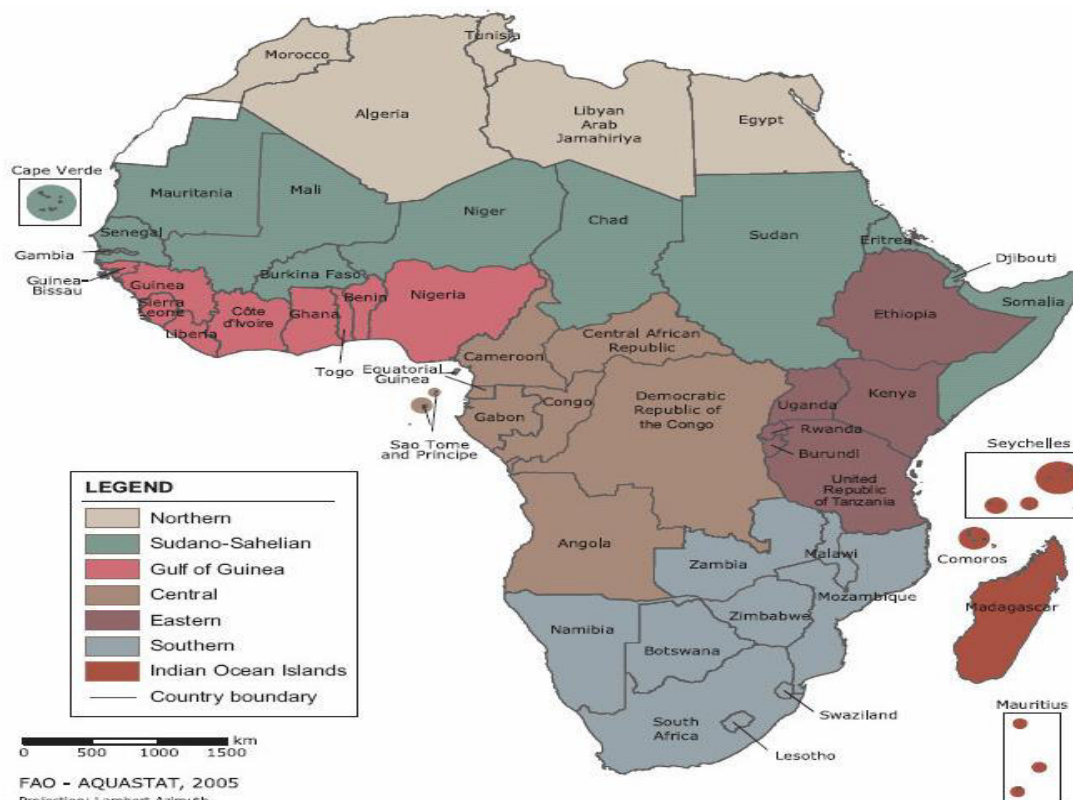 Tunisia
Morocco
Algeria
Libyan
Arab
Jamahiriya
Egypt
Cape Verde
Mauritania
Mali
Niger
Chad
Sudan
Eritrea
Djibouti
Senegal
Gambia
Guinea-
Bissau
Guinea
Burkina Faso
Benin
Nigeria
Somalia
Ethiopia
Sierra
Leone
Liberia
Côte
d'Ivoire
Ghana
Togo
Central African
Republic
Cameroon
Equatorial
Guinea
Gabon
Congo
Democratic
Republic of
the Congo
Uganda
Kenya
Rwanda
Burundi
Sao Tome
and Principe
United
Republic
of Tanzania
Seychelles
Comoros
Madagascar
Mauritius
Angola
Zambia
Malawi
Mozambique
Zimbabwe
Namibia
Botswana
Swaziland
South
Africa
Lesotho
LEGEND
Northern
Sudano-Sahelian
Gulf of Guinea
Central
Eastern
Southern
Indian Ocean Islands
Country boundary
km
0 500 1000 1500
FAO - AQUASTAT, 2005